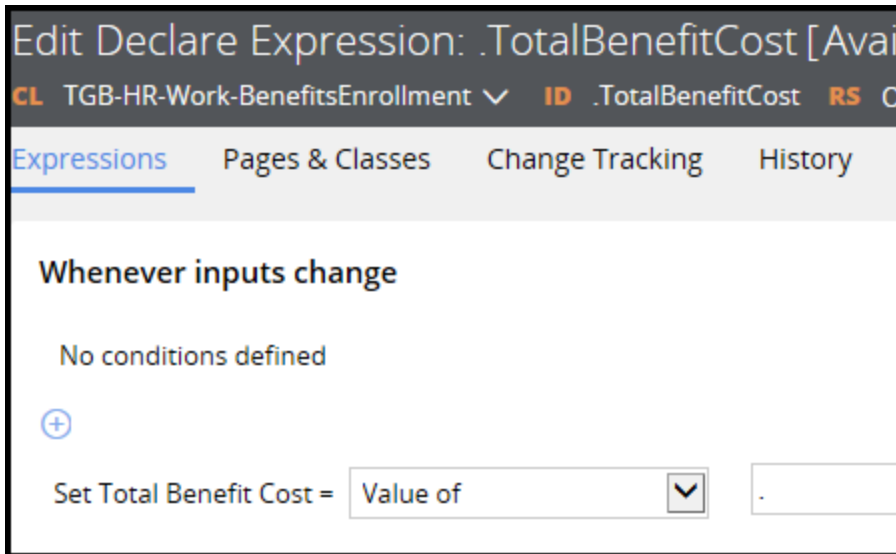 Edit Declare Expression: .TotalBenefitCost [Avai
CL TGB-HR-Work-BenefitsEnrollment ID .TotalBenefitCost RS
Expressions Pages & Classes Change Tracking History
Whenever inputs change
No conditions defined
Set Total Benefit Cost = Value of .